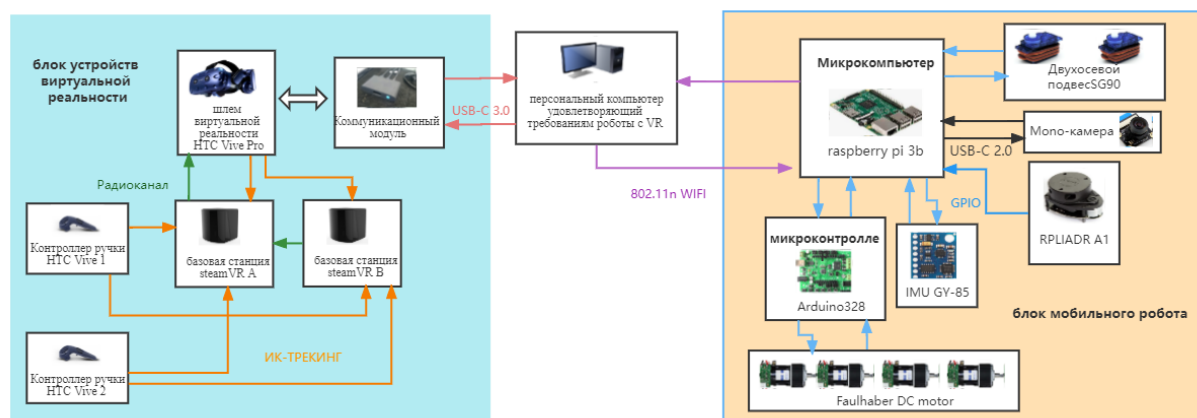 блок устройств
виртуальной
реальности
шлем
виртуальной
реальности
HTC Vive Pro
Коммуникационный
модуль
USB-C 3.0
персональный компьютер
удовлетворяющий
требованиям роботы с VR
Радиоканал
Контроллер ручки
HTC Vive 1
базовая станция
steamVR A
базовая станция
steamVR B
ИК-ТРЕКИНГ
Контроллер ручки
HTC Vive 2
802.11n WIFI
Микрокомпьютер
raspberry pi 3b
Двухосевой
подвесSG90
Mono-камера
USB-C 2.0
GPIO
RPLIADR A1
микроконтролле
Arduino328
IMU GY-85
блок мобильного робота
Faulhaber DC motor